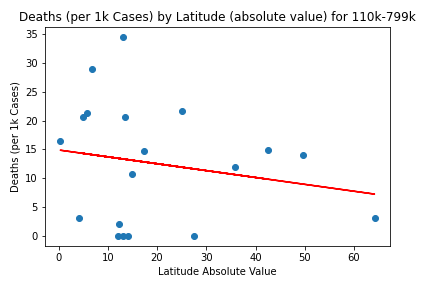 Deaths (per 1k Cases) by Latitude (absolute value) for 110k-799k
Deaths (per 1k Cases)
35
30
25
20
15
10
5
0
0 10 20 30 40 50 60
Latitude Absolute Value